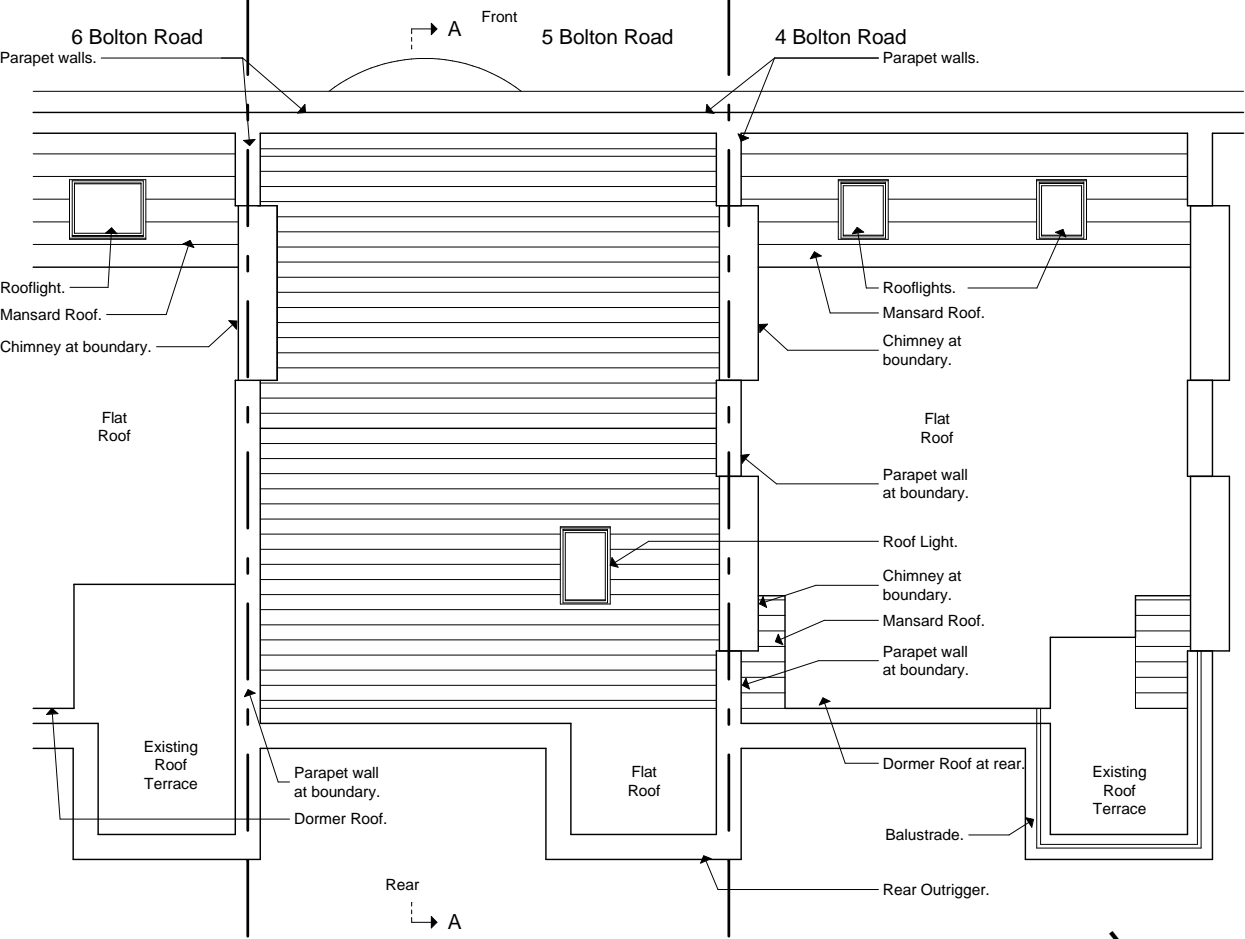 Front
A
6 Bolton Road
5 Bolton Road
4 Bolton Road
Parapet walls.
Parapet walls.
Rooflight.
Mansard Roof.
Chimney at boundary.
Rooflights.
Mansard Roof.
Chimney at
boundary.
Flat
Roof
Flat
Roof
Parapet wall
at boundary.
Roof Light.
Chimney at
boundary.
Mansard Roof.
Parapet wall
at boundary.
Existing
Roof
Terrace
Parapet wall
at boundary.
Dormer Roof.
Flat
Roof
Dormer Roof at rear.
Existing
Roof
Terrace
Balustrade.
Rear Outrigger.
Rear
A